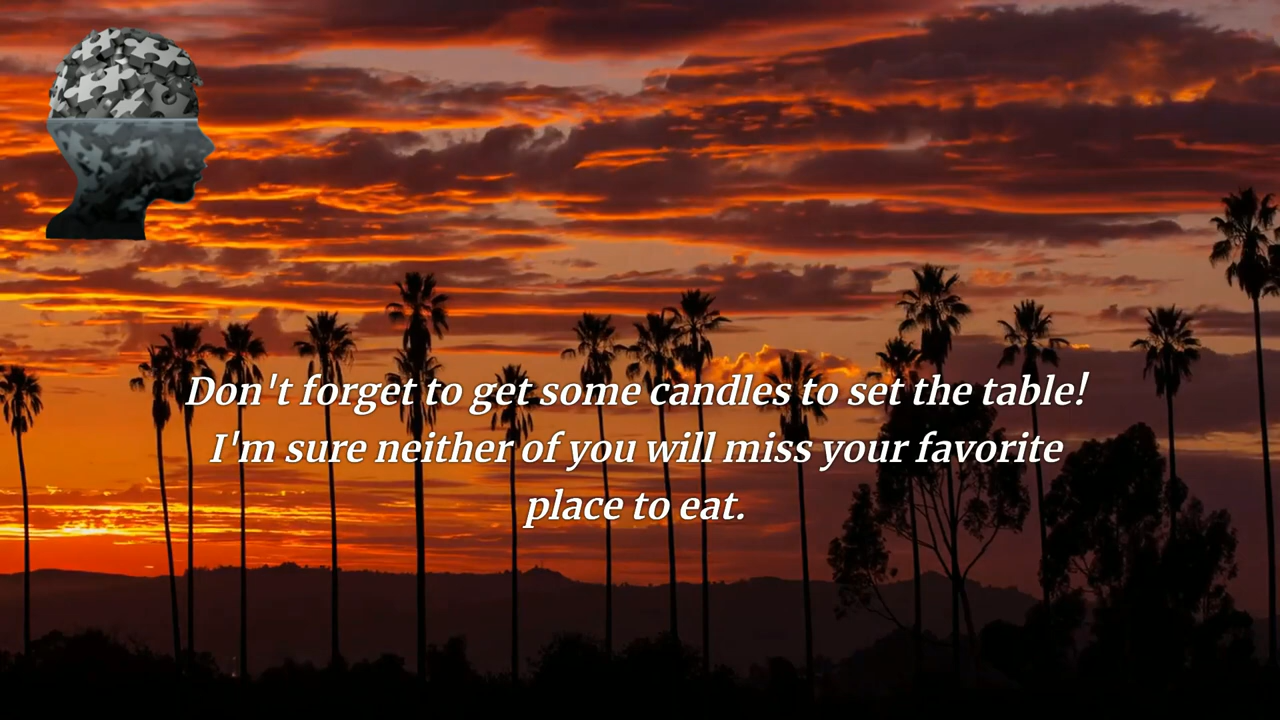 Don't forget to get some candles to set the table!
I'm sure neither of you will miss your favorite
place to eat.